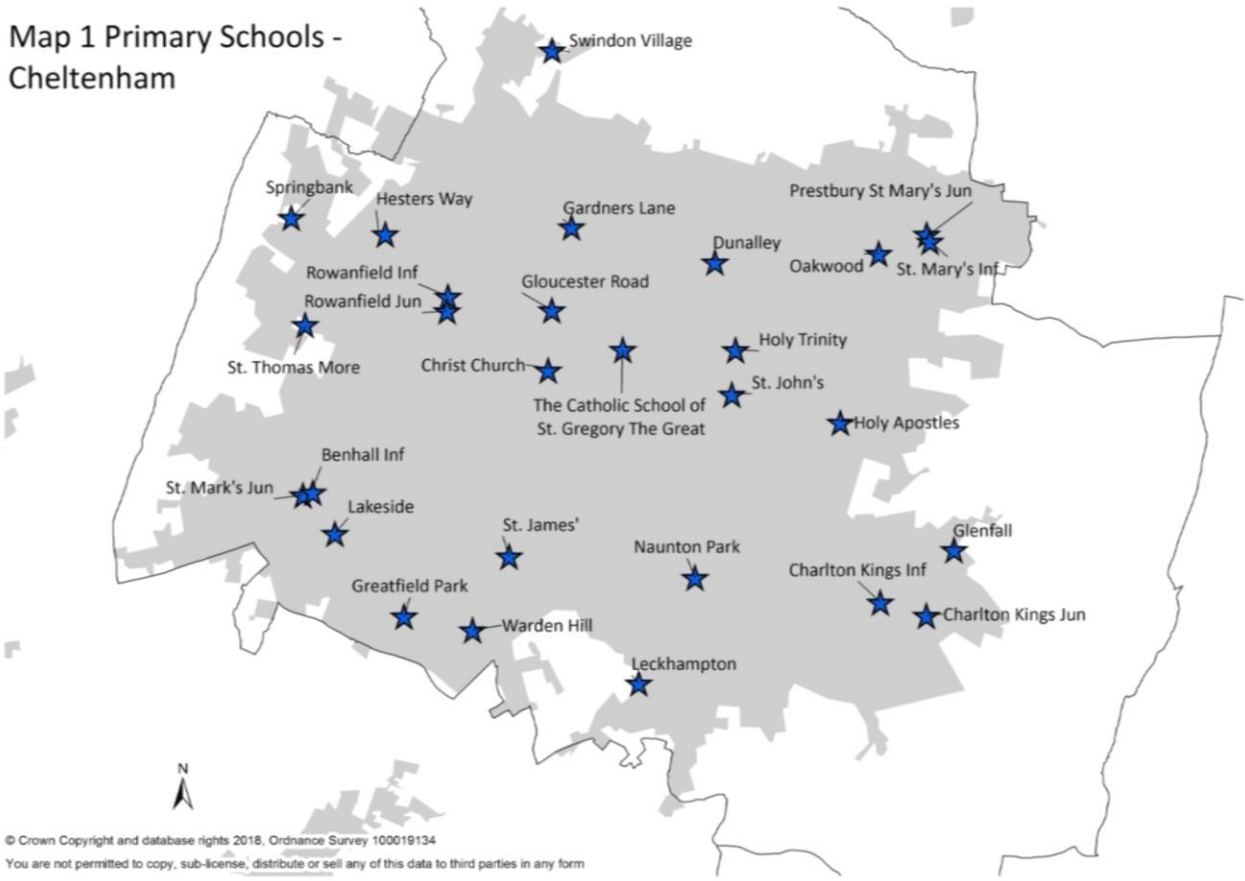 Map 1 Primary Schools -
Cheltenham
Swindon Village
Springbank
Hesters Way
Gardners Lane
Prestbury St Mary's Jun
Dunalley
Oakwood
St. Mary's Inf
Rowanfield Inf
Rowanfield Jun
Gloucester Road
St. Thomas More
Christ Church
Holy Trinity
St. John's
The Catholic School of
St. Gregory The Great
Holy Apostles
Benhall Inf
St. Mark's Jun
Lakeside
St. James'
Naunton Park
Glenfall
Charlton Kings Inf
Greatfield Park
Warden Hill
Charlton Kings Jun
Leckhampton
N
© Crown Copyright and database rights 2018, Ordnance Survey 100019134
You are not permitted to copy, sub-license, distribute or sell any of this data to third parties in any form